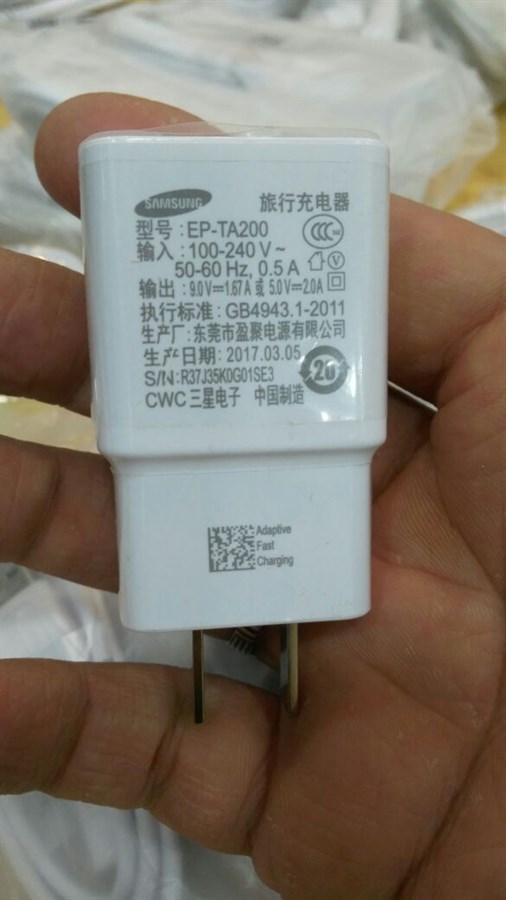 SAMSUNG 旅行充电器
型号 : EP-TA200
输入 : 100-240 V ~
50-60 Hz, 0.5 A
输出 : 9.0V⎓1.67A 或 5.0V⎓2.0A
执行标准 : GB4943.1-2011
生产厂 : 东莞市盈聚电源有限公司
生产日期 : 2017.03.05
S/N: R37J35K0G01SE3
CWC 三星电子 中国制造
CCC
V
20
Adaptive
Fast
Charging